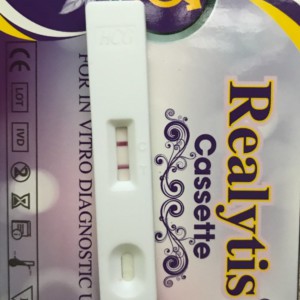 Realytis
Cassette
HCG
C
T
FOR IN VITRO DIAGNOSTIC U
IVD
LOT
CE